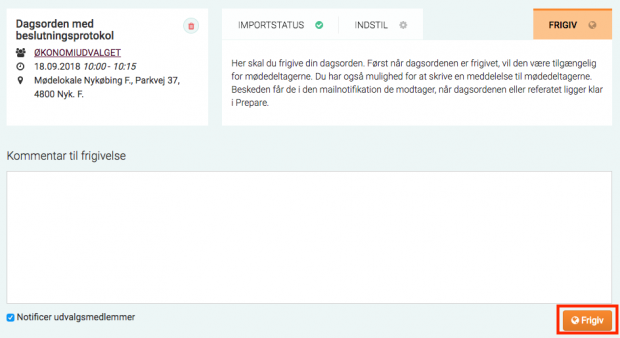 Dagsorden med
beslutningsprotokol
ØKONOMIUDVALGET
18.09.2018 10:00 - 10:15
Mødelokale Nykøbing F., Parkvej 37,
4800 Nyk. F.
IMPORTSTATUS
INDSTIL
FRIGIV
Her skal du frigive din dagsorden. Først når dagsordenen er frigivet, vil den være tilgængelig
for mødedeltagerne. Du har også mulighed for at skrive en meddelelse til mødedeltagerne.
Beskeden får de i den mailnotifikation de modtager, når dagsordenen eller referatet ligger klar
i Prepare.
Kommentar til frigivelse
Notificer udvalgsmedlemmer
Frigiv